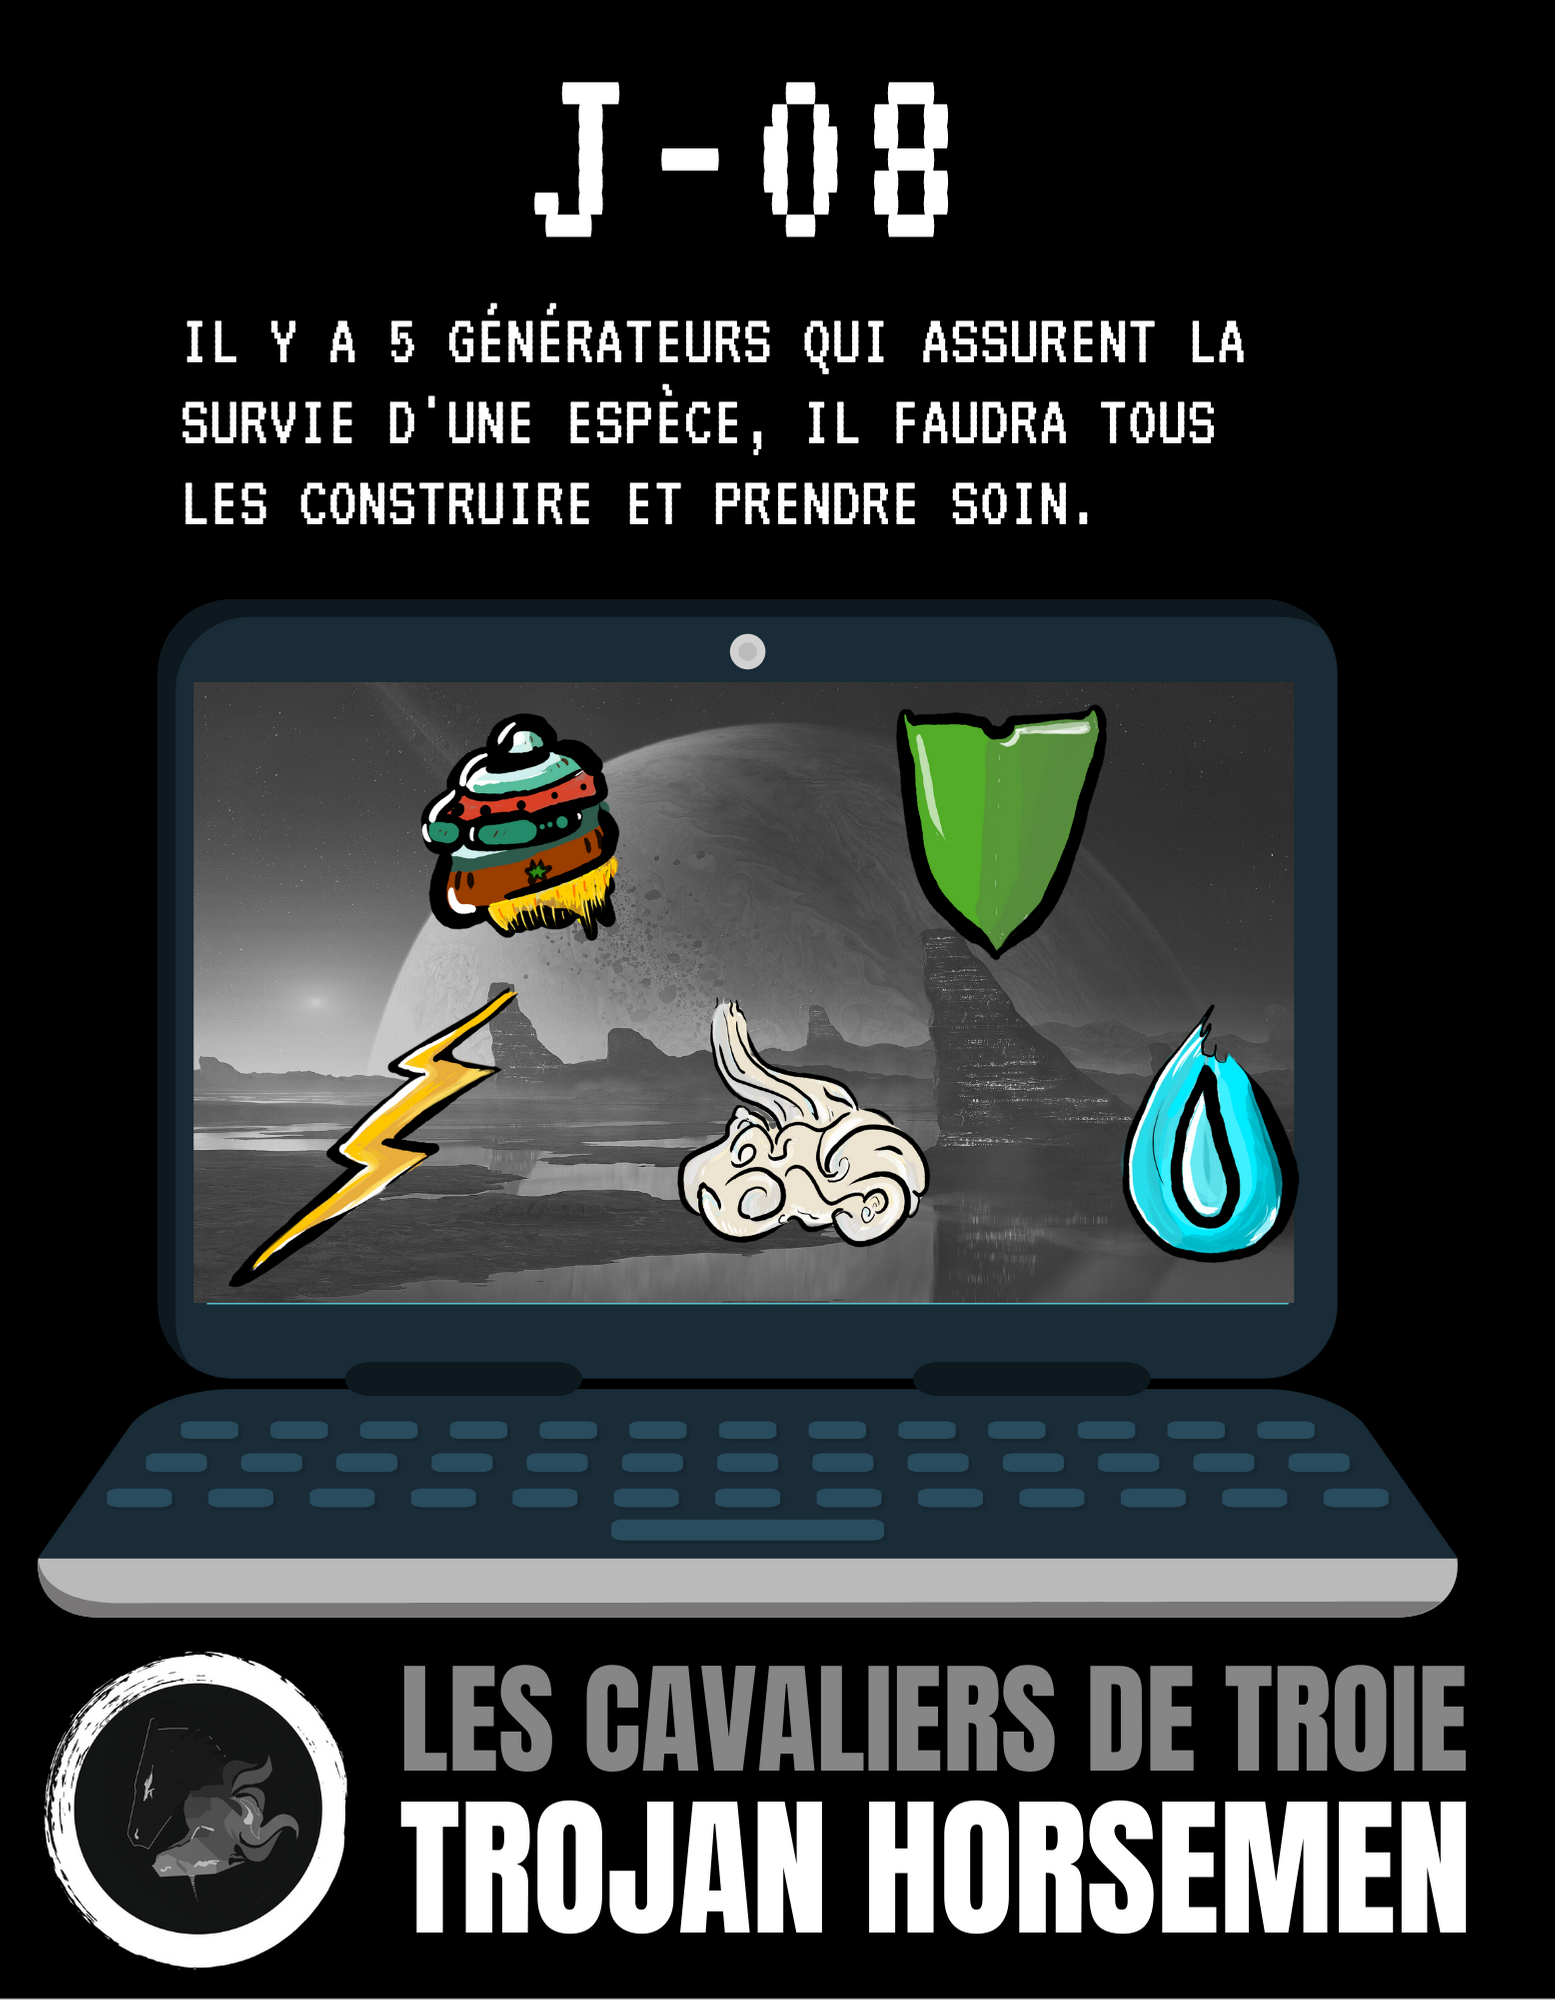 J-08
IL Y A 5 GÉNÉRATEURS QUI ASSURENT LA
SURVIE D'UNE ESPÈCE, IL FAUDRA TOUS
LES CONSTRUIRE ET PRENDRE SOIN.
LES CAVALIERS DE TROIE
TROJAN HORSEMEN